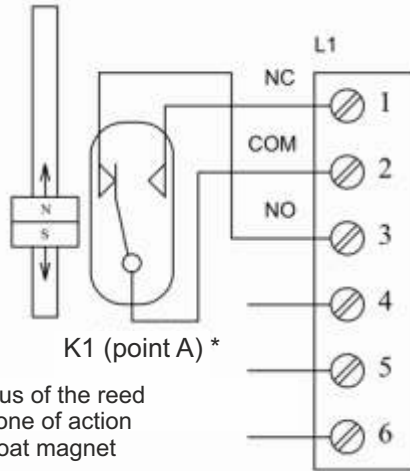 L1
NC
1
COM
2
N
S
NO
3
4
K1 (point A) *
us of the reed
5
one of action
oat magnet
6